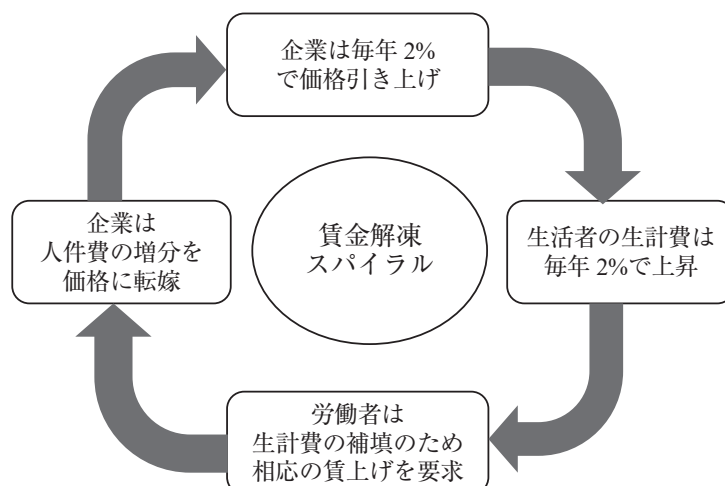 企業は毎年 2%
で価格引き上げ
生活者の生計費は
毎年 2%で上昇
労働者は
生計費の補填のため
相応の賃上げを要求
企業は
人件費の増分を
価格に転嫁
賃金解凍
スパイラル